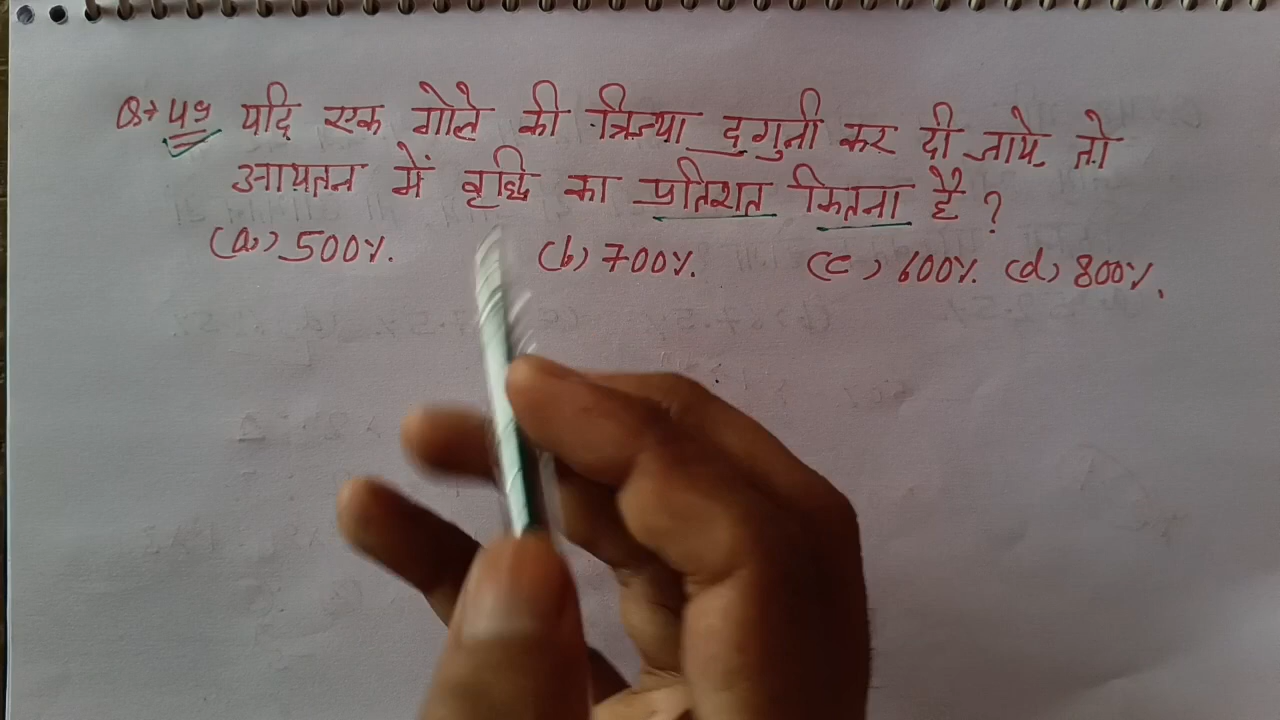 Q→ 49 यदि एक गोले की त्रिज्या दुगुनी कर दी जाये तो
आयतन में वृद्धि का प्रतिशत कितना है ?
(a) 500%. (b) 700%. (c) 600%. (d) 800%.